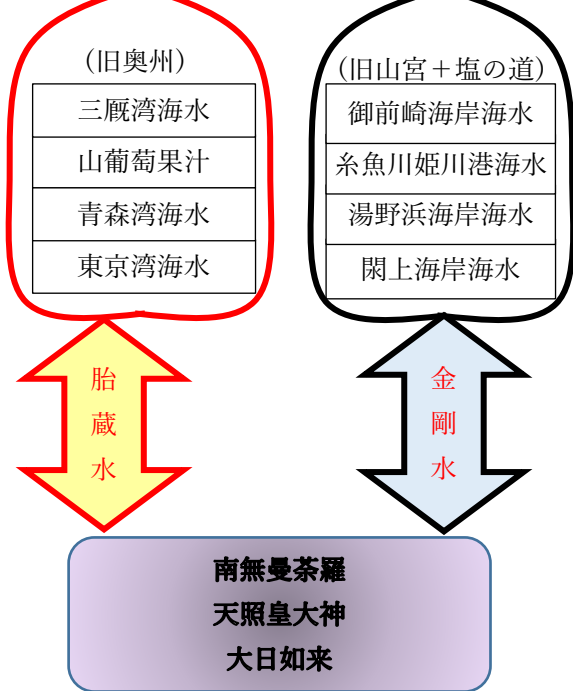 (旧奥州)
三厩湾海水
山葡萄果汁
青森湾海水
東京湾海水
(旧山宮+塩の道)
御前崎海岸海水
糸魚川姫川港海水
湯野浜海岸海水
閖上海岸海水
胎蔵水
金剛水
南無曼荼羅
天照皇大神
大日如来